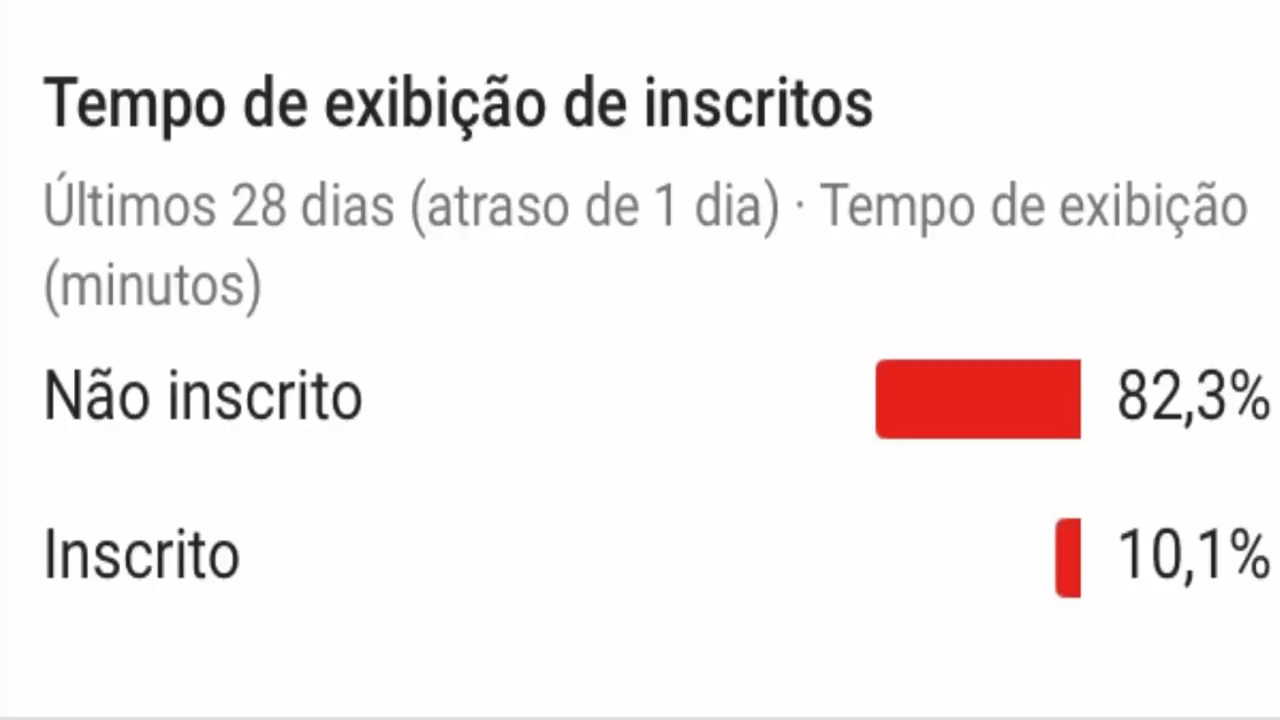 Tempo de exibição de inscritos
Últimos 28 dias (atraso de 1 dia) · Tempo de exibição
(minutos)
Não inscrito 82,3%
Inscrito 10,1%